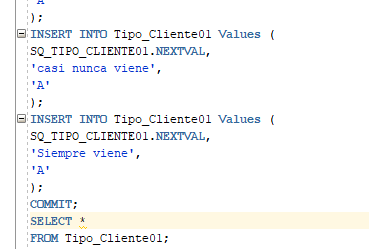 'A'
);
INSERT INTO Tipo_Cliente01 Values (
SQ_TIPO_CLIENTE01.NEXTVAL,
'casi nunca viene',
'A'
);
INSERT INTO Tipo_Cliente01 Values (
SQ_TIPO_CLIENTE01.NEXTVAL,
'Siempre viene',
'A'
);
COMMIT;
SELECT *
FROM Tipo_Cliente01;